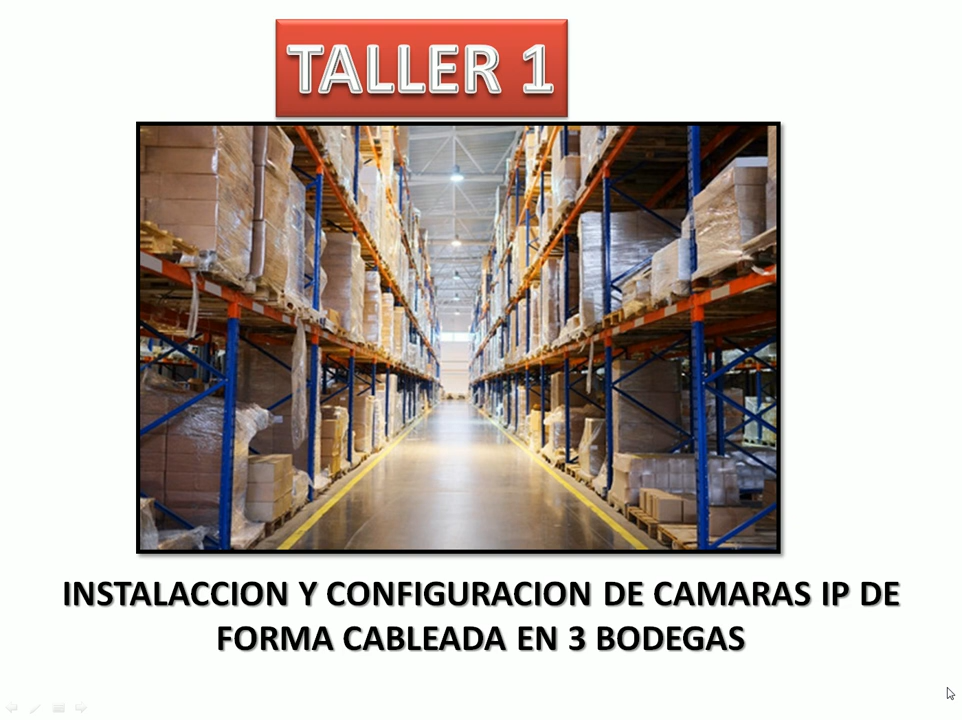 TALLER 1
INSTALACCION Y CONFIGURACION DE CAMARAS IP DE
FORMA CABLEADA EN 3 BODEGAS